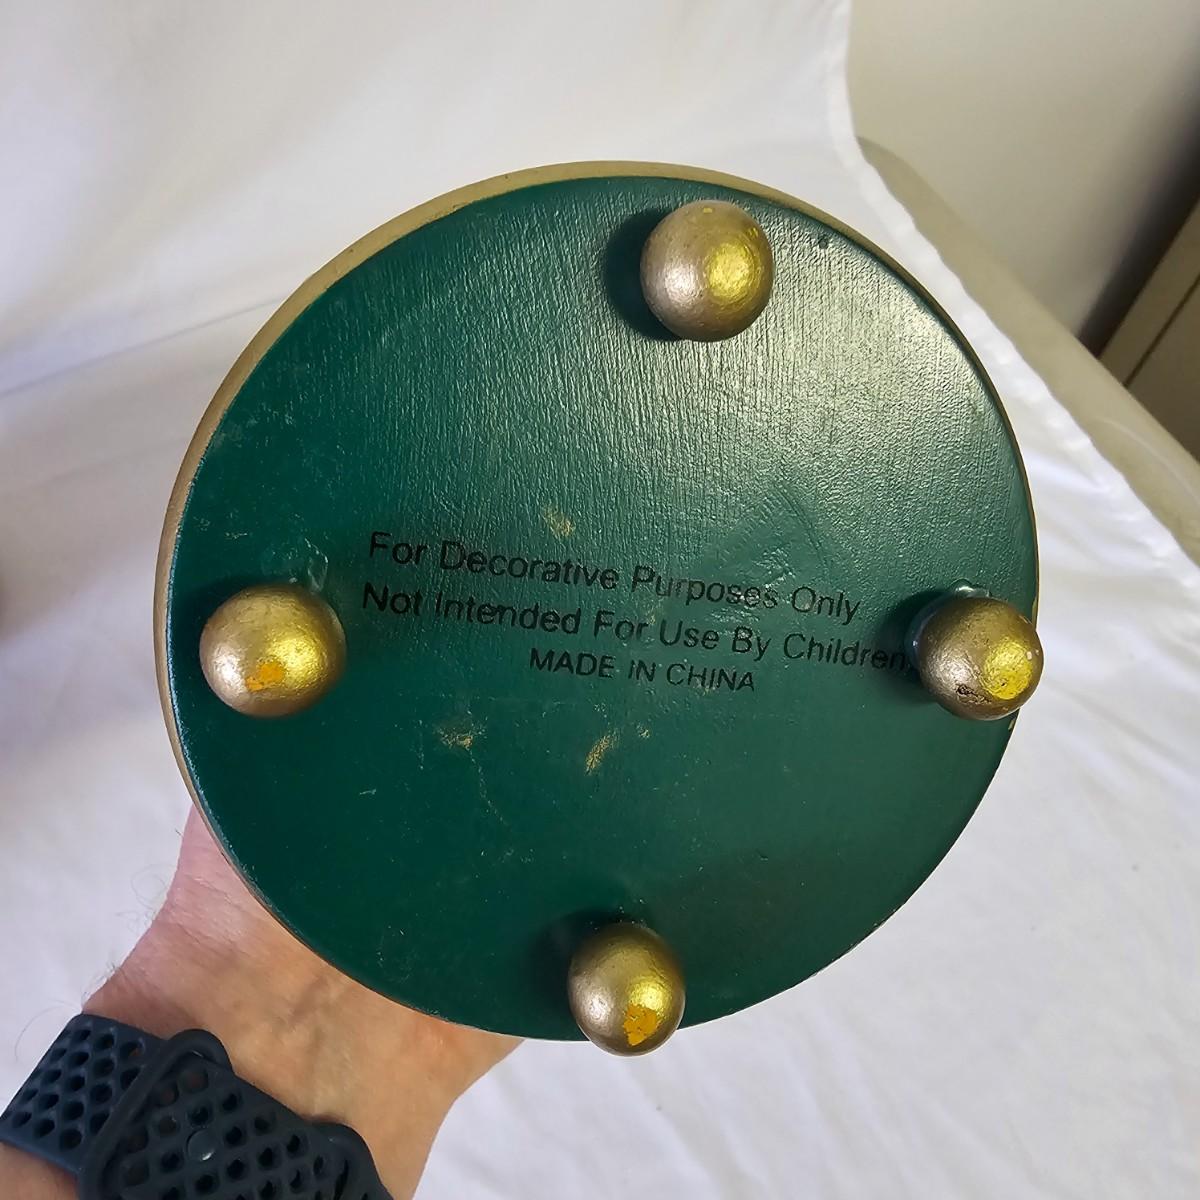 For Decorative Purposes Only
Not Intended For Use By Children.
MADE IN CHINA